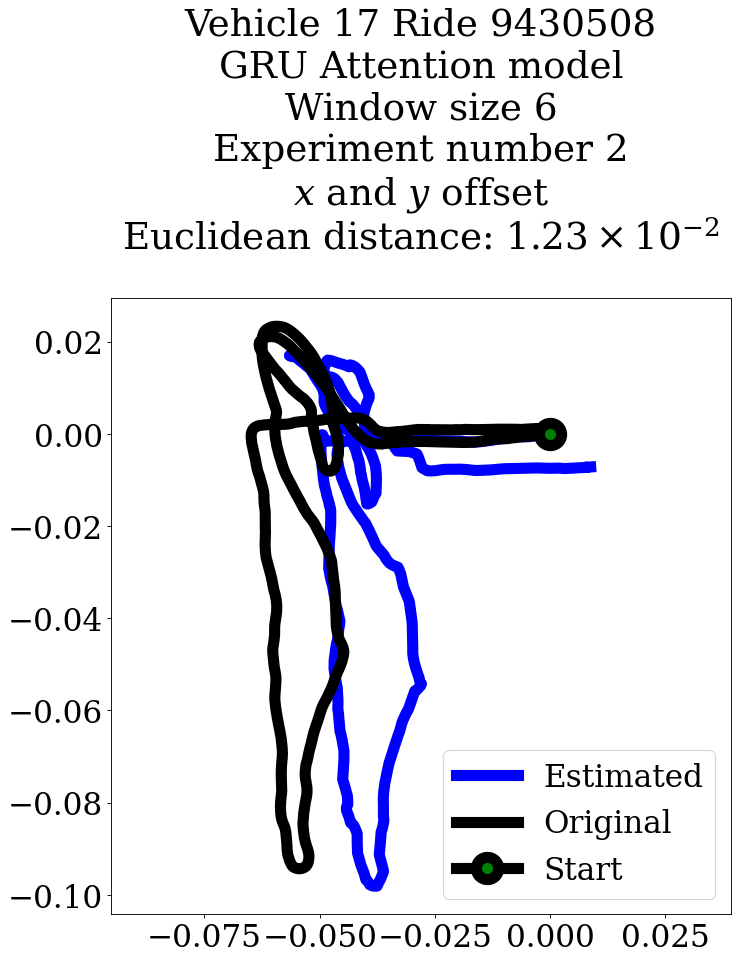 Vehicle 17 Ride 9430508
GRU Attention model
Window size 6
Experiment number 2
x and y offset
Euclidean distance: 1.23 × 10⁻²
0.02
0.00
−0.02
−0.04
−0.06
−0.08
−0.10
−0.075 −0.050 −0.025 0.000 0.025
Estimated
Original
Start